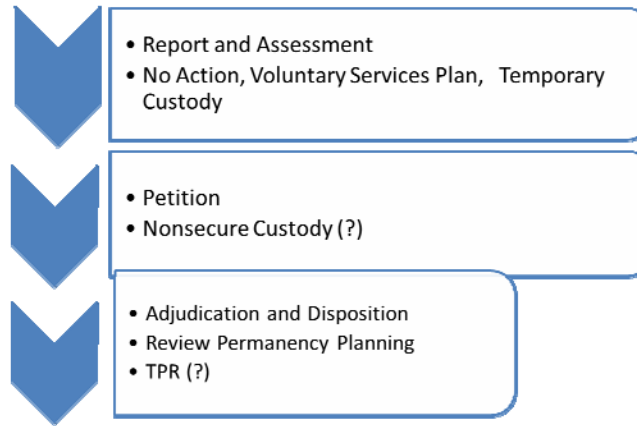 • Report and Assessment
• No Action, Voluntary Services Plan, Temporary
Custody
• Petition
• Nonsecure Custody (?)
• Adjudication and Disposition
• Review Permanency Planning
• TPR (?)